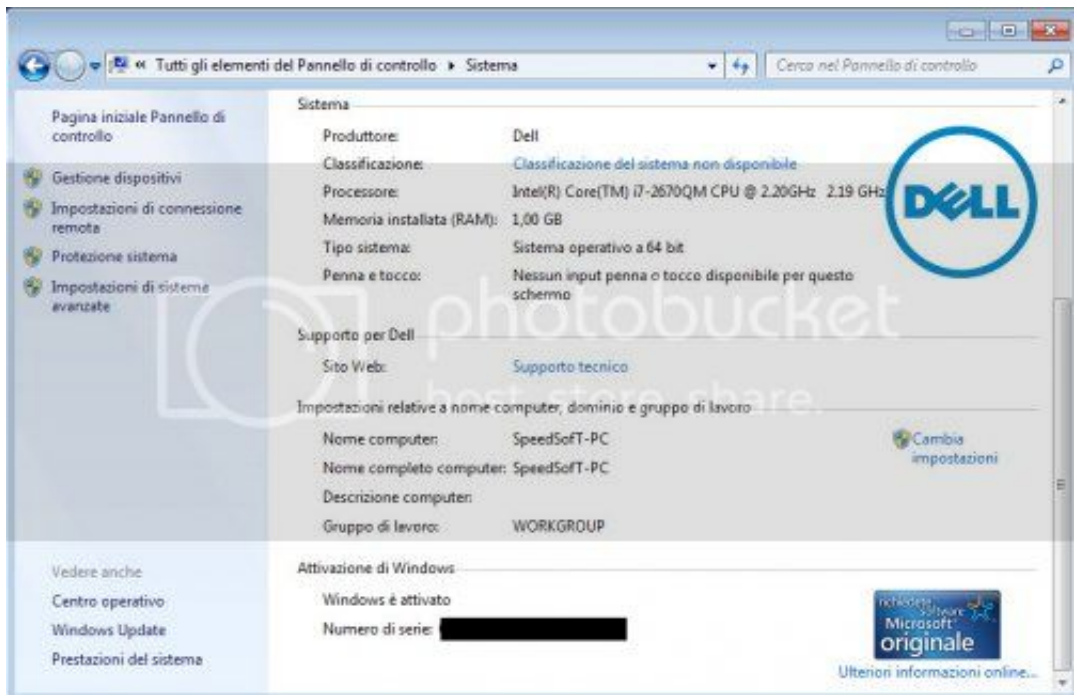 « Tutti gli elementi del Pannello di controllo ▸ Sistema
Cerca nel Pannello di controllo
Pagina iniziale Pannello di
controllo
Gestione dispositivi
Impostazioni di connessione
remota
Protezione sistema
Impostazioni di sistema
avanzate
Vedere anche
Centro operativo
Windows Update
Prestazioni del sistema
Sistema
Produttore: Dell
Classificazione: Classificazione del sistema non disponibile
Processore: Intel(R) Core(TM) i7-2670QM CPU @ 2.20GHz 2.19 GHz
Memoria installata (RAM): 1,00 GB
Tipo sistema: Sistema operativo a 64 bit
Penna e tocco: Nessun input penna o tocco disponibile per questo
schermo
DELL
Supporto per Dell
Sito Web: Supporto tecnico
Impostazioni relative a nome computer, dominio e gruppo di lavoro
Nome computer: SpeedSofT-PC
Cambia
impostazioni
Nome completo computer: SpeedSofT-PC
Descrizione computer:
Gruppo di lavoro: WORKGROUP
Attivazione di Windows
Windows è attivato
Numero di serie:
richiedete
Software
Microsoft
originale
Ulteriori informazioni online...
photobucket
host. store. share.